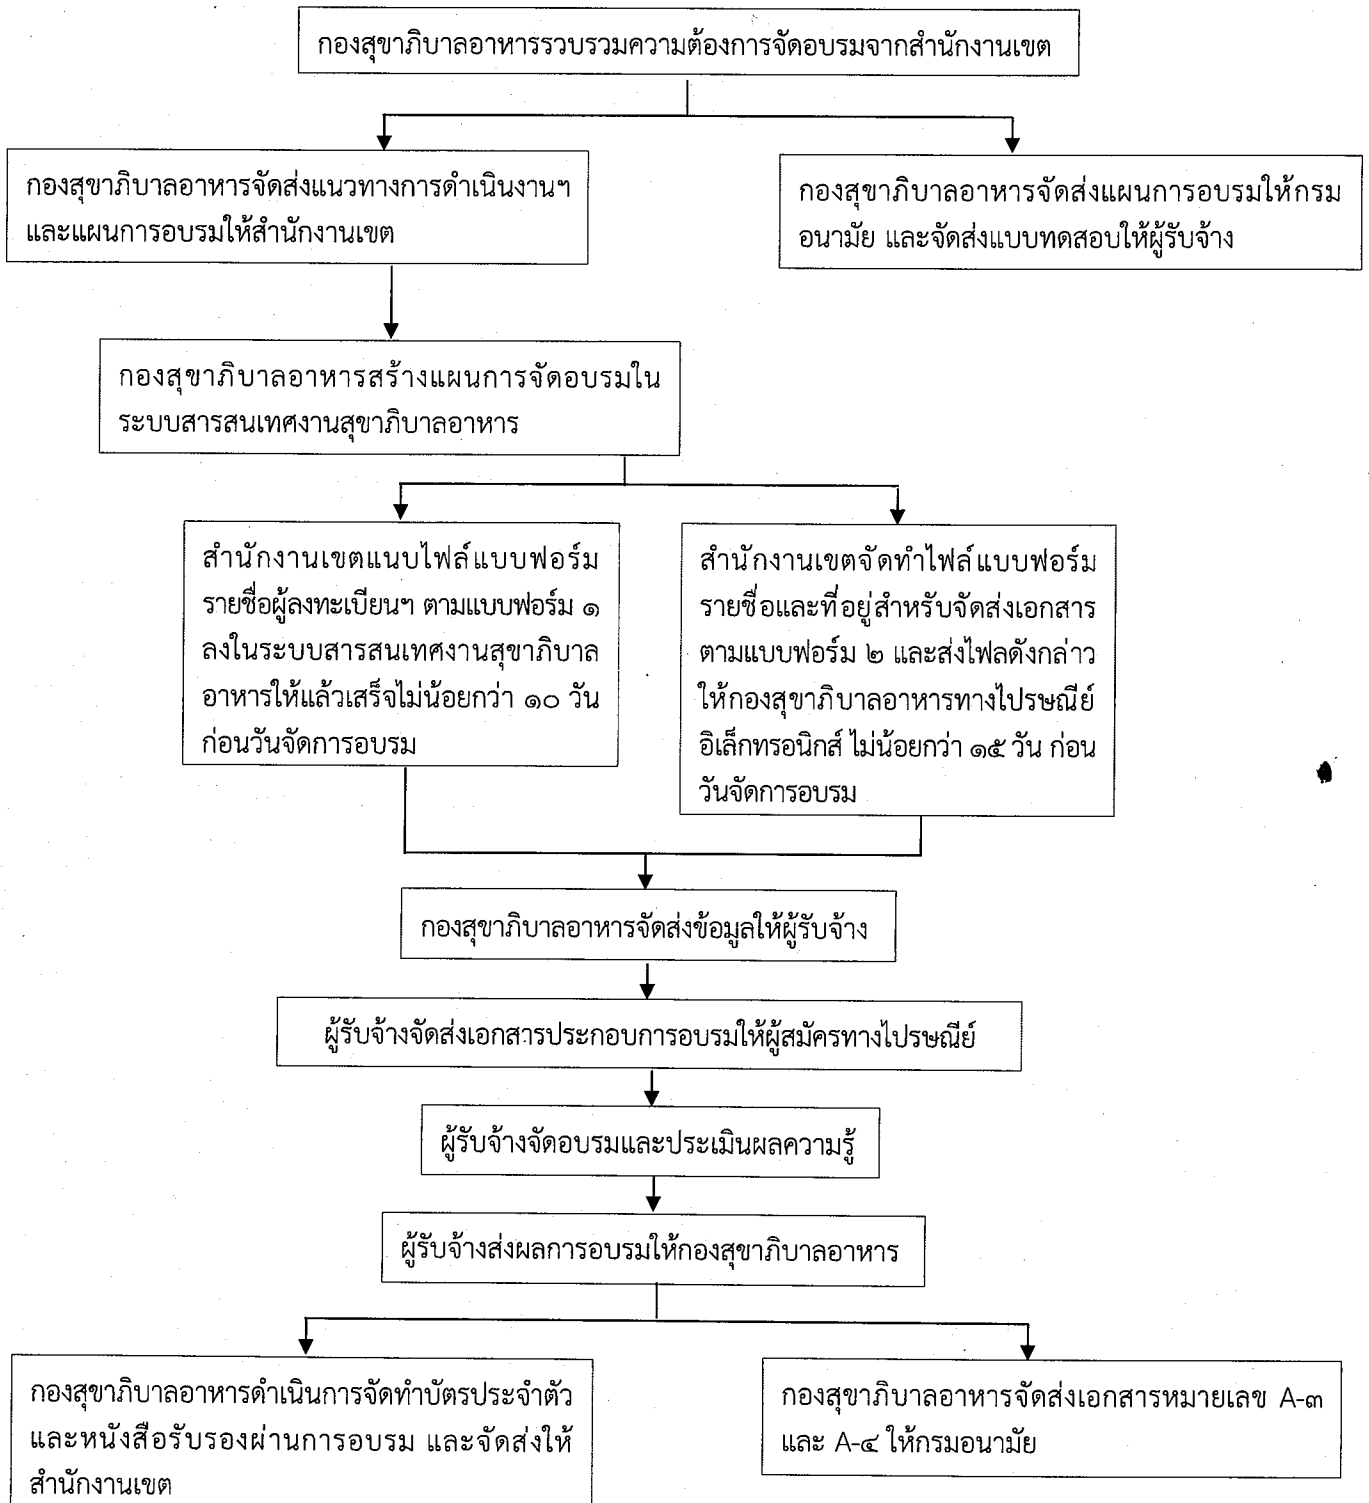 กองสุขาภิบาลอาหารรวบรวมความต้องการจัดอบรมจากสำนักงานเขต
กองสุขาภิบาลอาหารจัดส่งแนวทางการดำเนินงานฯ
และแผนการอบรมให้สำนักงานเขต
กองสุขาภิบาลอาหารจัดส่งแผนการอบรมให้กรม
อนามัย และจัดส่งแบบทดสอบให้ผู้รับจ้าง
กองสุขาภิบาลอาหารสร้างแผนการจัดอบรมใน
ระบบสารสนเทศงานสุขาภิบาลอาหาร
สำนักงานเขตแนบไฟล์แบบฟอร์ม
รายชื่อผู้ลงทะเบียนฯ ตามแบบฟอร์ม ๑
ลงในระบบสารสนเทศงานสุขาภิบาล
อาหารให้แล้วเสร็จไม่น้อยกว่า ๑๐ วัน
ก่อนวันจัดการอบรม
สำนักงานเขตจัดทำไฟล์แบบฟอร์ม
รายชื่อและที่อยู่สำหรับจัดส่งเอกสาร
ตามแบบฟอร์ม ๒ และส่งไฟลดังกล่าว
ให้กองสุขาภิบาลอาหารทางไปรษณีย์
อิเล็กทรอนิกส์ ไม่น้อยกว่า ๑๕ วัน ก่อน
วันจัดการอบรม
กองสุขาภิบาลอาหารจัดส่งข้อมูลให้ผู้รับจ้าง
ผู้รับจ้างจัดส่งเอกสารประกอบการอบรมให้ผู้สมัครทางไปรษณีย์
ผู้รับจ้างจัดอบรมและประเมินผลความรู้
ผู้รับจ้างส่งผลการอบรมให้กองสุขาภิบาลอาหาร
กองสุขาภิบาลอาหารดำเนินการจัดทำบัตรประจำตัว
และหนังสือรับรองผ่านการอบรม และจัดส่งให้
สำนักงานเขต
กองสุขาภิบาลอาหารจัดส่งเอกสารหมายเลข A-๓
และ A-๔ ให้กรมอนามัย